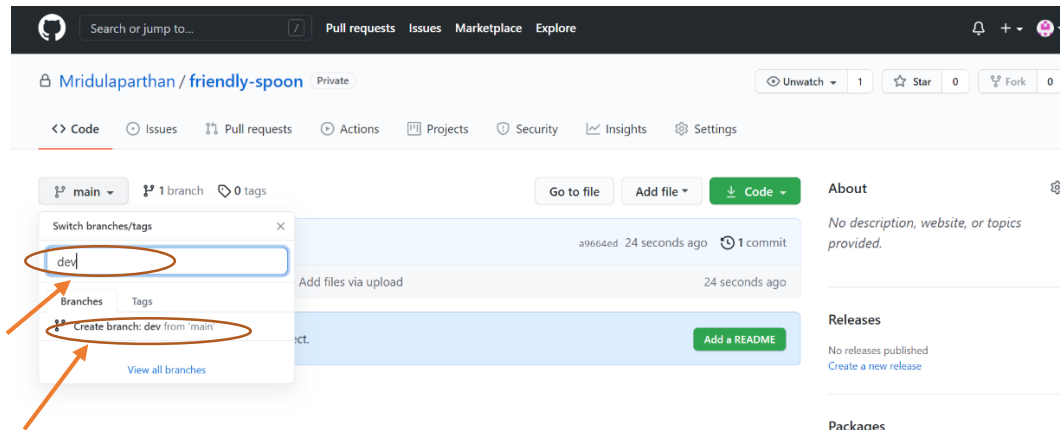 Search or jump to... / Pull requests Issues Marketplace Explore
Mridulaparthan / friendly-spoon Private
Unwatch 1 Star 0 Fork 0
<> Code Issues Pull requests Actions Projects Security Insights Settings
main 1 branch 0 tags Go to file Add file Code
Switch branches/tags
dev
Branches Tags
Create branch: dev from 'main'
View all branches
a9664ed 24 seconds ago 1 commit
Add files via upload 24 seconds ago
ect. Add a README
About
No description, website, or topics
provided.
Releases
No releases published
Create a new release
Packages